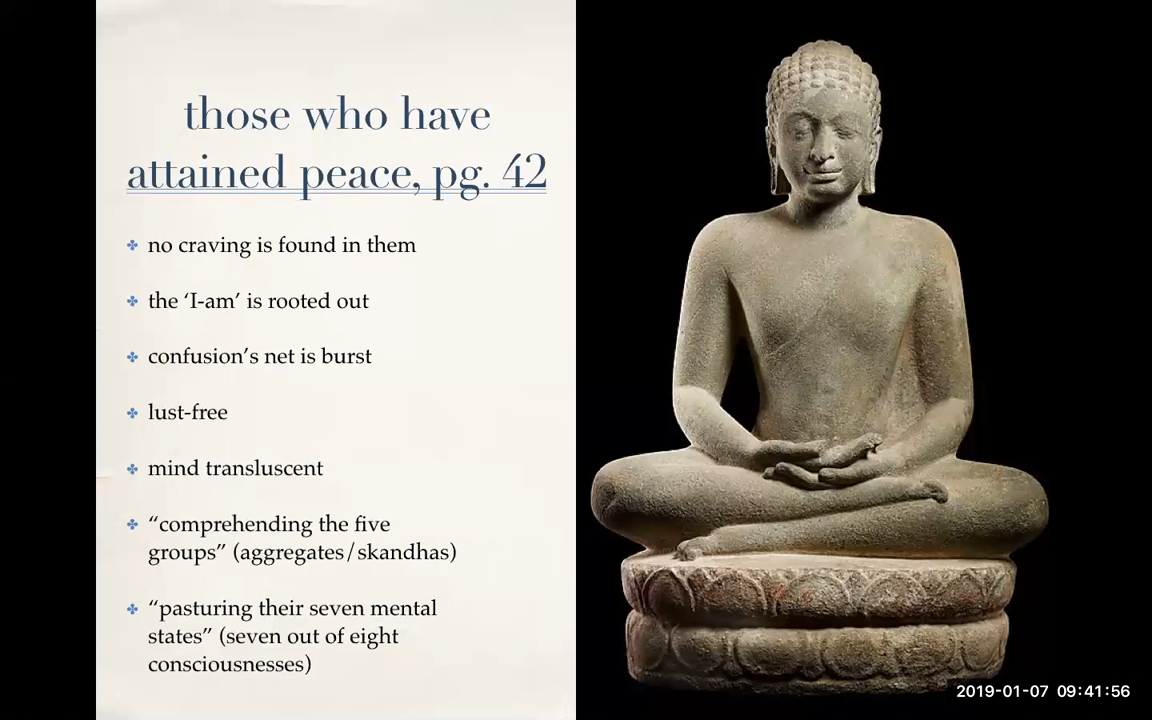 those who have
attained peace, pg. 42
no craving is found in them
the ‘I-am’ is rooted out
confusion’s net is burst
lust-free
mind transluscent
“comprehending the five
groups” (aggregates/skandhas)
“pasturing their seven mental
states” (seven out of eight
consciousnesses)
2019-01-07 09:41:56